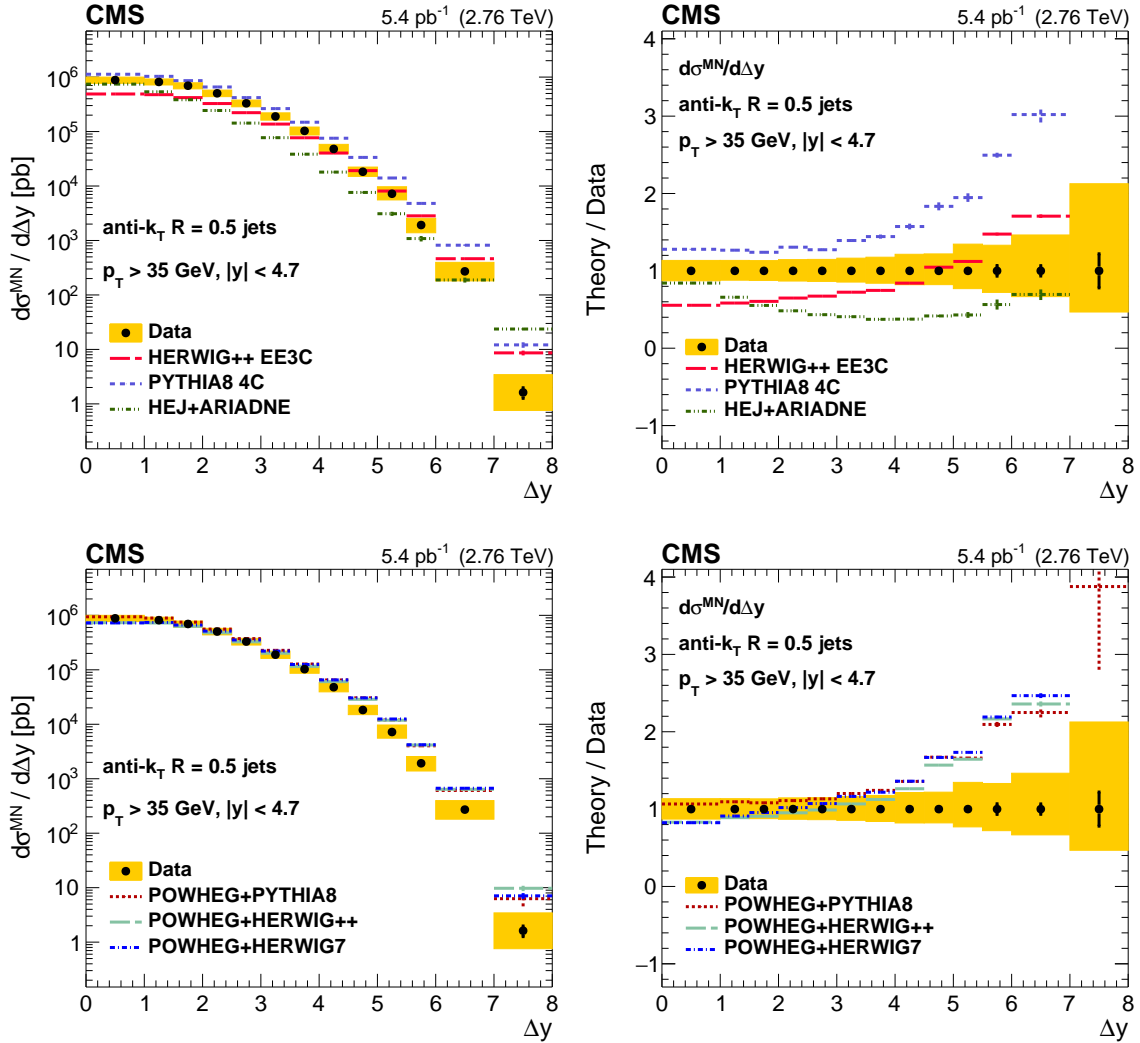 CMS 5.4 pb⁻¹ (2.76 TeV)
dσᴹᴺ / dΔy [pb]
10⁶
10⁵
10⁴
10³
10²
10
1
anti-k_T R = 0.5 jets
p_T > 35 GeV, |y| < 4.7
Data
HERWIG++ EE3C
PYTHIA8 4C
HEJ+ARIADNE
0 1 2 3 4 5 6 7 8
Δy
CMS 5.4 pb⁻¹ (2.76 TeV)
Theory / Data
4
3
2
1
0
−1
dσᴹᴺ/dΔy
anti-k_T R = 0.5 jets
p_T > 35 GeV, |y| < 4.7
Data
HERWIG++ EE3C
PYTHIA8 4C
HEJ+ARIADNE
0 1 2 3 4 5 6 7 8
Δy
CMS 5.4 pb⁻¹ (2.76 TeV)
dσᴹᴺ / dΔy [pb]
10⁶
10⁵
10⁴
10³
10²
10
1
anti-k_T R = 0.5 jets
p_T > 35 GeV, |y| < 4.7
Data
POWHEG+PYTHIA8
POWHEG+HERWIG++
POWHEG+HERWIG7
0 1 2 3 4 5 6 7 8
Δy
CMS 5.4 pb⁻¹ (2.76 TeV)
Theory / Data
4
3
2
1
0
−1
dσᴹᴺ/dΔy
anti-k_T R = 0.5 jets
p_T > 35 GeV, |y| < 4.7
Data
POWHEG+PYTHIA8
POWHEG+HERWIG++
POWHEG+HERWIG7
0 1 2 3 4 5 6 7 8
Δy